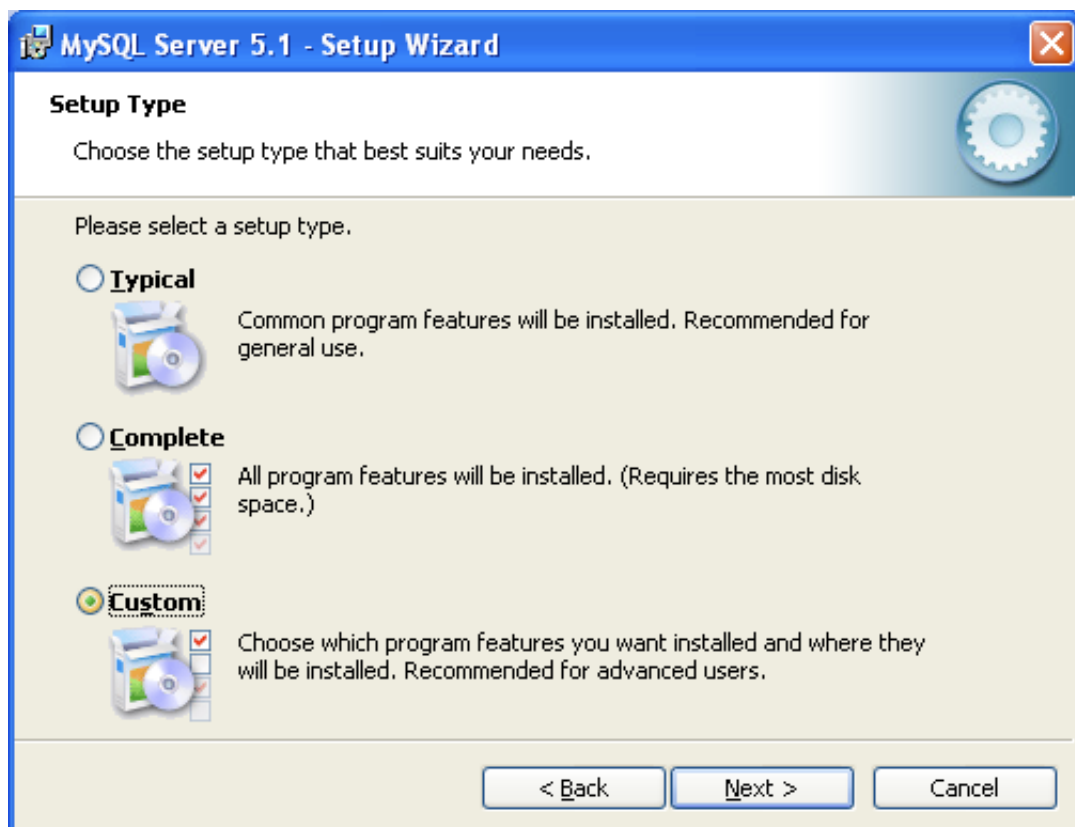 MySQL Server 5.1 - Setup Wizard
Setup Type
Choose the setup type that best suits your needs.
Please select a setup type.
Typical
Common program features will be installed. Recommended for
general use.
Complete
All program features will be installed. (Requires the most disk
space.)
Custom
Choose which program features you want installed and where they
will be installed. Recommended for advanced users.
< Back
Next >
Cancel